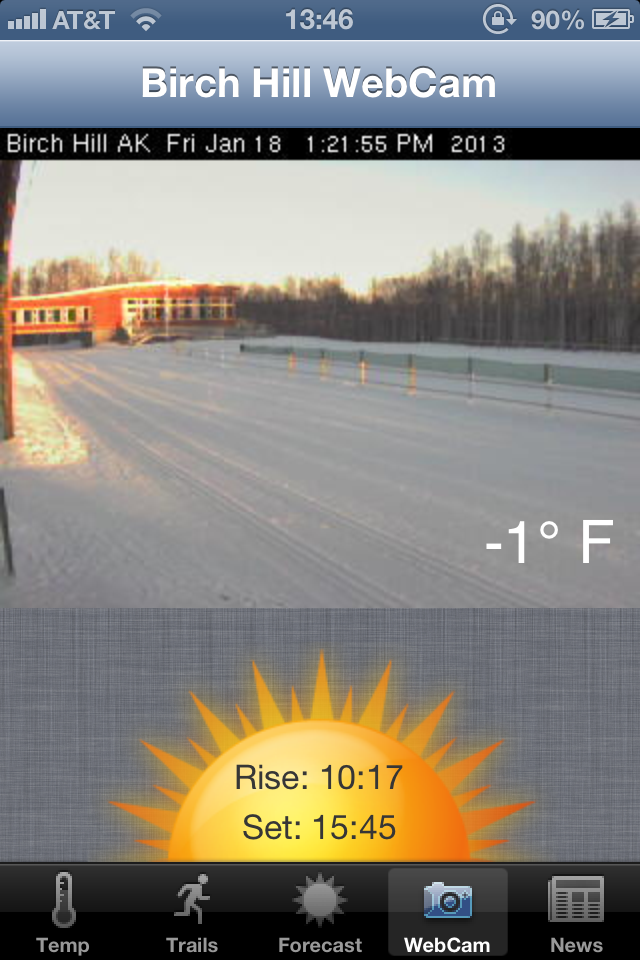 AT&T 13:46 90%
Birch Hill WebCam
Birch Hill AK Fri Jan 18 1:21:55 PM 2013
-1° F
Rise: 10:17
Set: 15:45
Temp Trails Forecast WebCam News